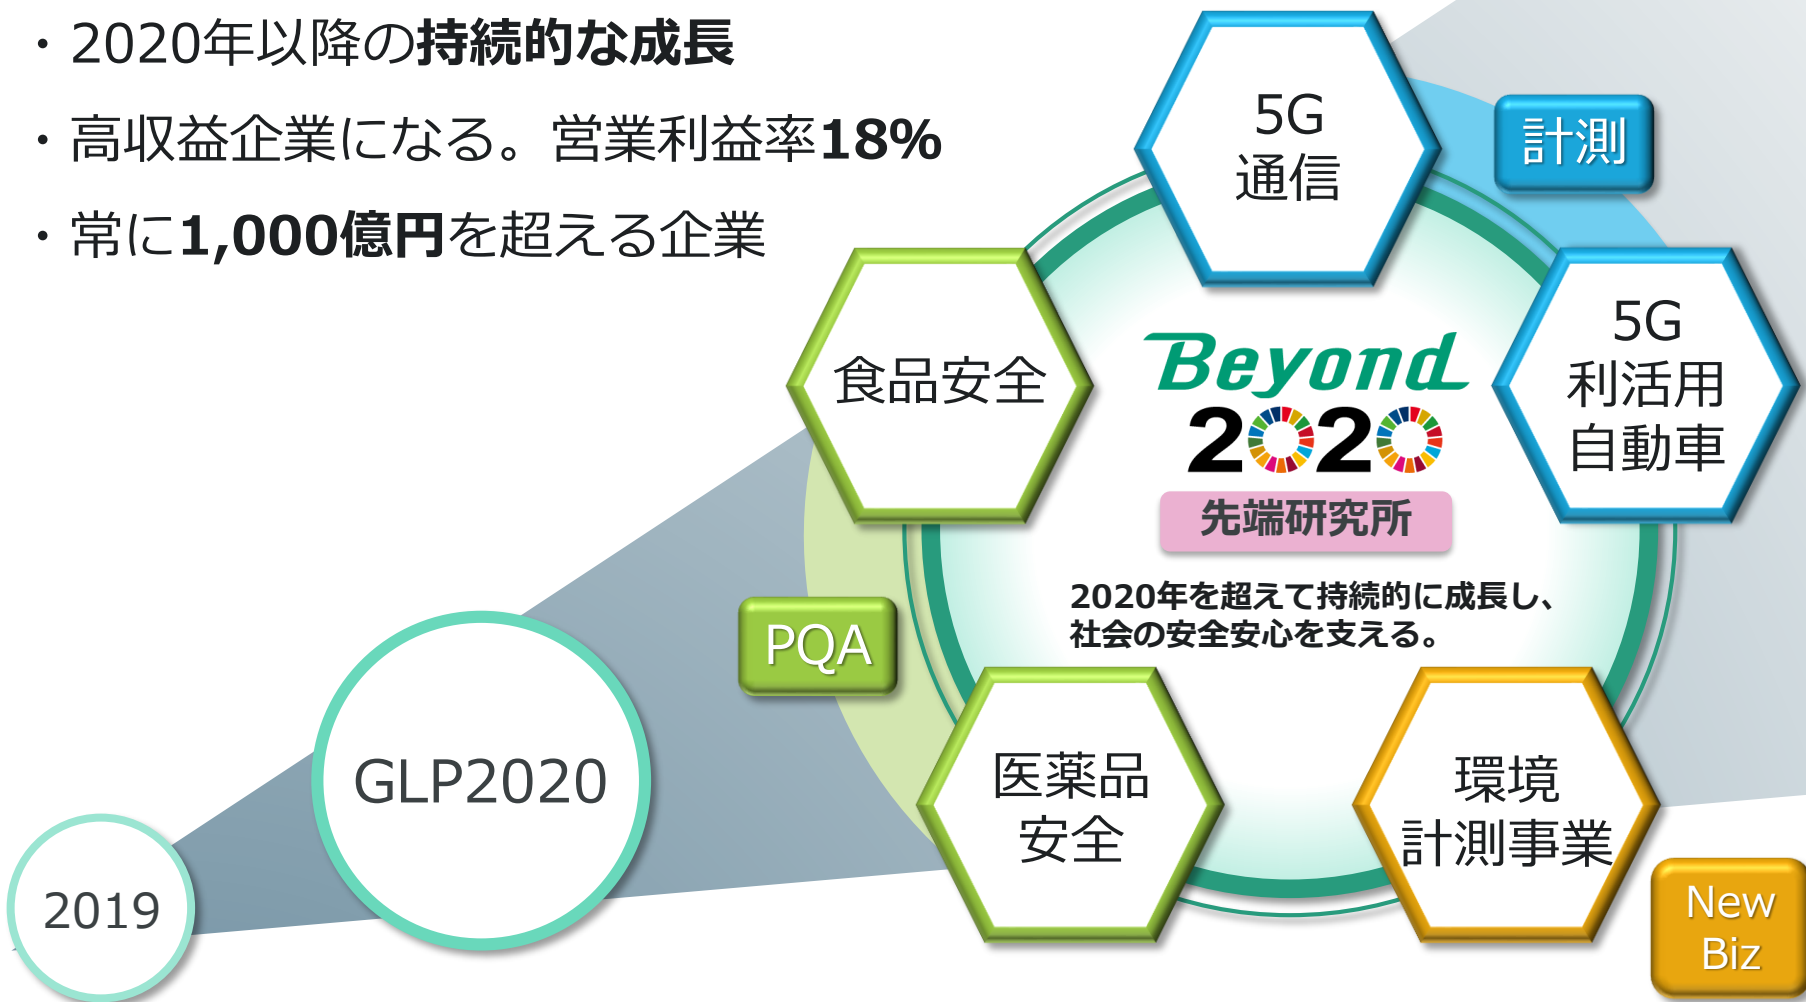 ・2020年以降の持続的な成長
・高収益企業になる。営業利益率18%
・常に1,000億円を超える企業
5G
通信
計測
食品安全
5G
利活用
自動車
Beyond
2020
先端研究所
2020年を超えて持続的に成長し、
社会の安全安心を支える。
PQA
医薬品
安全
環境
計測事業
New
Biz
GLP2020
2019